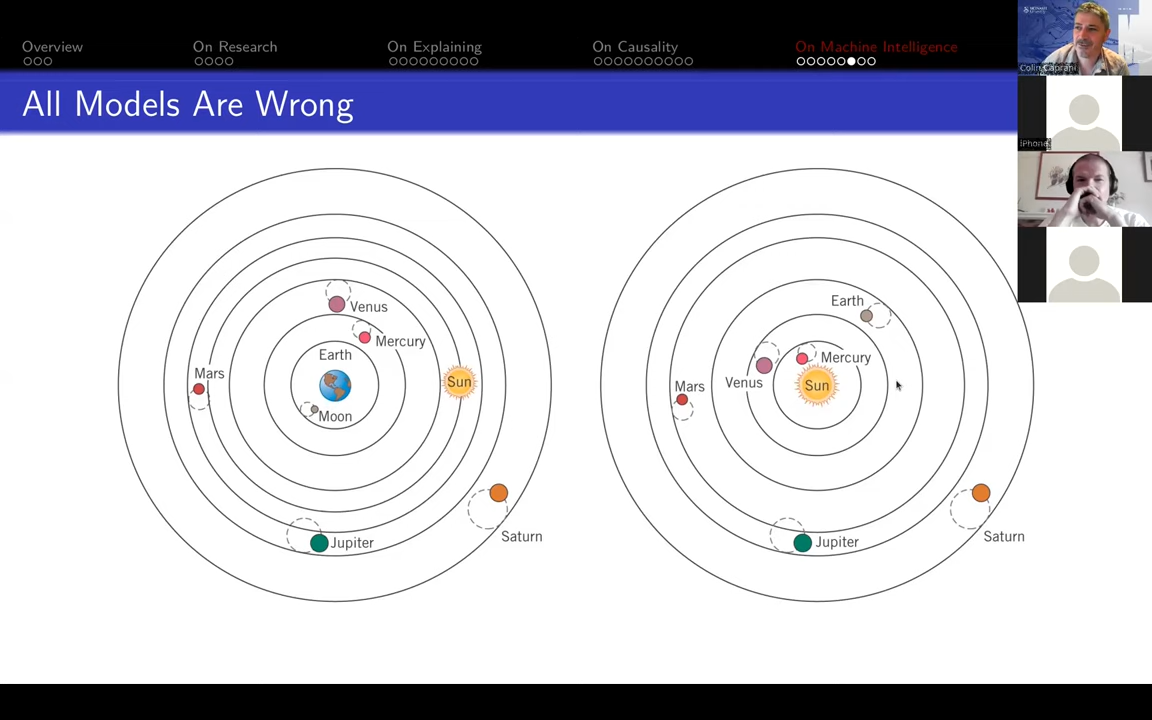 Overview On Research On Explaining On Causality On Machine Intelligence
All Models Are Wrong
Colin Caprani
iPhone
Venus
Mercury
Earth
Mars
Sun
Moon
Jupiter
Saturn
Earth
Mercury
Venus
Sun
Mars
Jupiter
Saturn